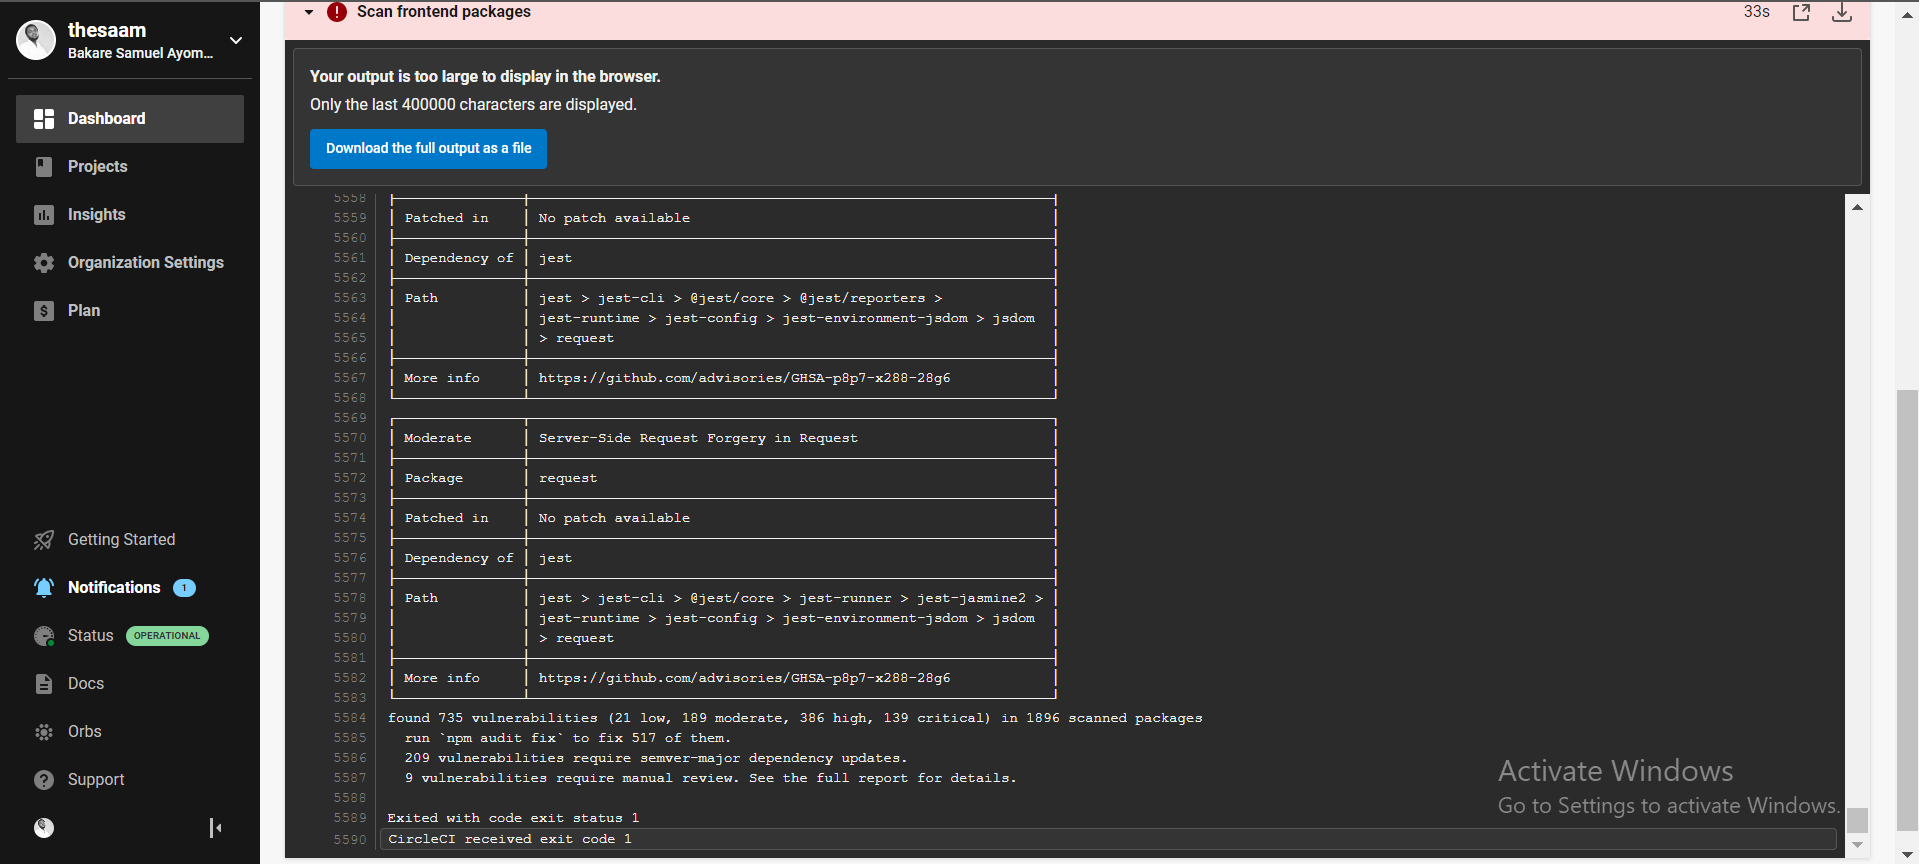 thesaam
Bakare Samuel Ayom...
Dashboard
Projects
Insights
Organization Settings
Plan
Getting Started
Notifications 1
Status OPERATIONAL
Docs
Orbs
Support
Scan frontend packages 33s
Your output is too large to display in the browser.
Only the last 400000 characters are displayed.
Download the full output as a file
5558
5559 Patched in No patch available
5560
5561 Dependency of jest
5562
5563 Path jest > jest-cli > @jest/core > @jest/reporters >
5564 jest-runtime > jest-config > jest-environment-jsdom > jsdom
5565 > request
5566
5567 More info https://github.com/advisories/GHSA-p8p7-x288-28g6
5568
5569
5570 Moderate Server-Side Request Forgery in Request
5571
5572 Package request
5573
5574 Patched in No patch available
5575
5576 Dependency of jest
5577
5578 Path jest > jest-cli > @jest/core > jest-runner > jest-jasmine2 >
5579 jest-runtime > jest-config > jest-environment-jsdom > jsdom
5580 > request
5581
5582 More info https://github.com/advisories/GHSA-p8p7-x288-28g6
5583
5584 found 735 vulnerabilities (21 low, 189 moderate, 386 high, 139 critical) in 1896 scanned packages
5585 run `npm audit fix` to fix 517 of them.
5586 209 vulnerabilities require semver-major dependency updates.
5587 9 vulnerabilities require manual review. See the full report for details.
5588
5589 Exited with code exit status 1
5590 CircleCI received exit code 1
Activate Windows
Go to Settings to activate Windows.